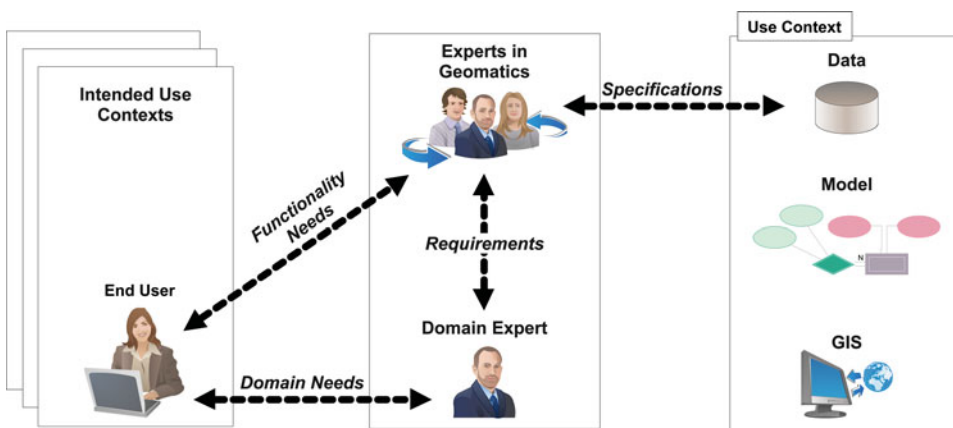 Intended Use
Contexts
End User
Functionality
Needs
Domain Needs
Experts in
Geomatics
Requirements
Domain Expert
Specifications
Use Context
Data
Model
N
GIS